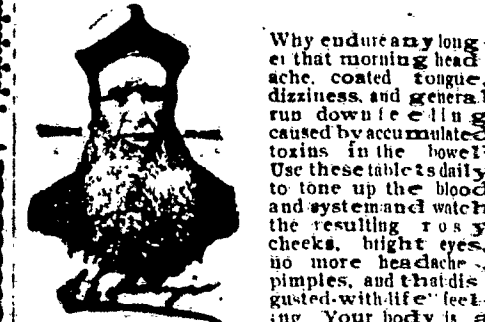 Why endure any long
er that morning head
ache, coated tongue,
dizziness, and general
run down feeling
caused by accumulated
toxins in the bowel
Use these tablets daily
to tone up the blood
and system and watch
the resulting rosy
cheeks, bright eyes,
no more headache
pimples, and that dis
gusted-with-life" feel-
ing Your body is a